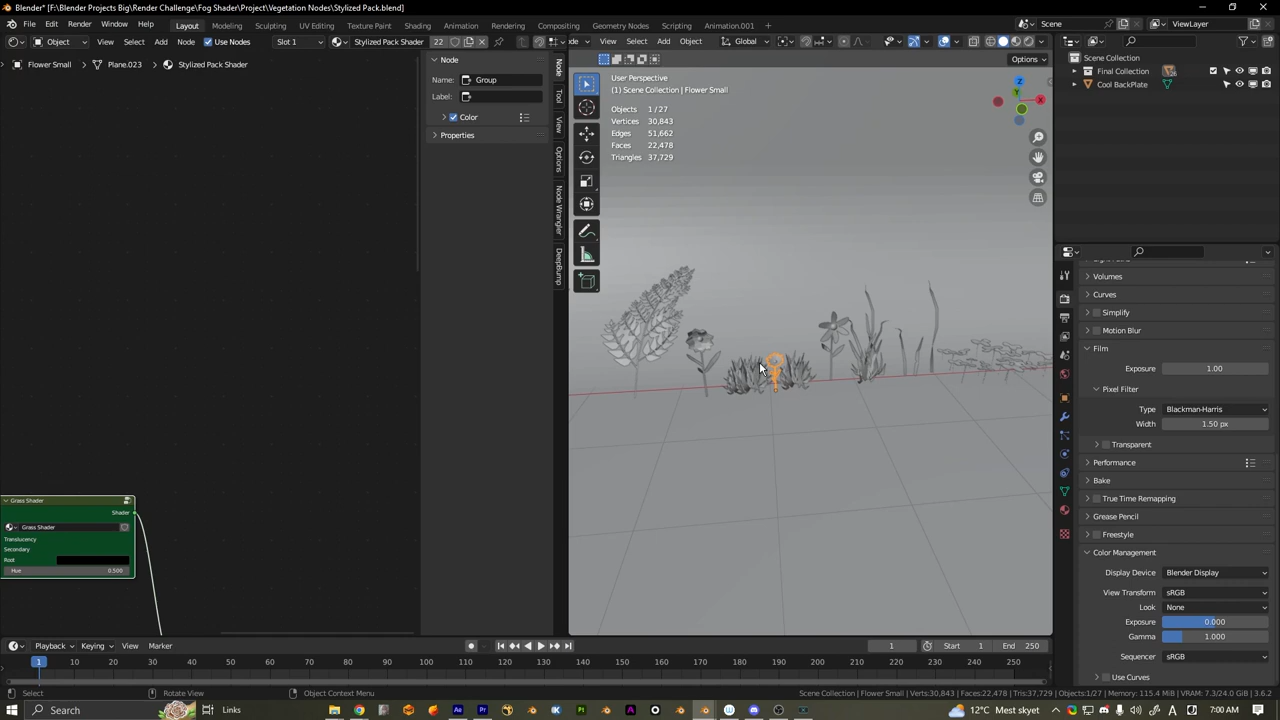 Blender* [F:\Blender Projects Big\Render Challenge\Fog Shader\Project\Vegetation Nodes\Stylized Pack.blend]
File Edit Render Window Help Layout Modeling Sculpting UV Editing Texture Paint Shading Animation Rendering Compositing Geometry Nodes Scripting Animation.001 Scene ViewLayer
Object View Select Add Node Use Nodes Slot 1 Stylized Pack Shader 22 View Select Add Object Global
Options
Flower Small Plane.023 Stylized Pack Shader
Node
Name: Group
Label:
Color
Properties
Node
Tool
View
Options
Node Wrangler
DeepBump
User Perspective
(1) Scene Collection | Flower Small
Objects 1/27
Vertices 30,843
Edges 51,662
Faces 22,478
Triangles 37,729
Z
Y
X
Scene Collection
Final Collection
Cool BackPlate
Volumes
Curves
Simplify
Motion Blur
Film
Exposure 1.00
Pixel Filter
Type Blackman-Harris
Width 1.50 px
Transparent
Performance
Bake
True Time Remapping
Grease Pencil
Freestyle
Color Management
Display Device Blender Display
View Transform sRGB
Look None
Exposure 0.000
Gamma 1.000
Sequencer sRGB
Use Curves
Grass Shader
Shader
Grass Shader
Translucency
Secondary
Root
Hue 0.500
Playback Keying View Marker 1 Start 1 End 250
1 10 20 30 40 50 60 70 80 90 100 110 120 130 140 150 160 170 180 190 200 210 220 230 240 250
Select Rotate View Object Context Menu Scene Collection | Flower Small | Verts:30,843 | Faces:22,478 | Tris:37,729 | Objects:1/27 | Memory: 115.4 MiB | VRAM: 7.3/24.0 GiB | 3.6.2
Search Links 12°C Mest skyet 7:00 AM